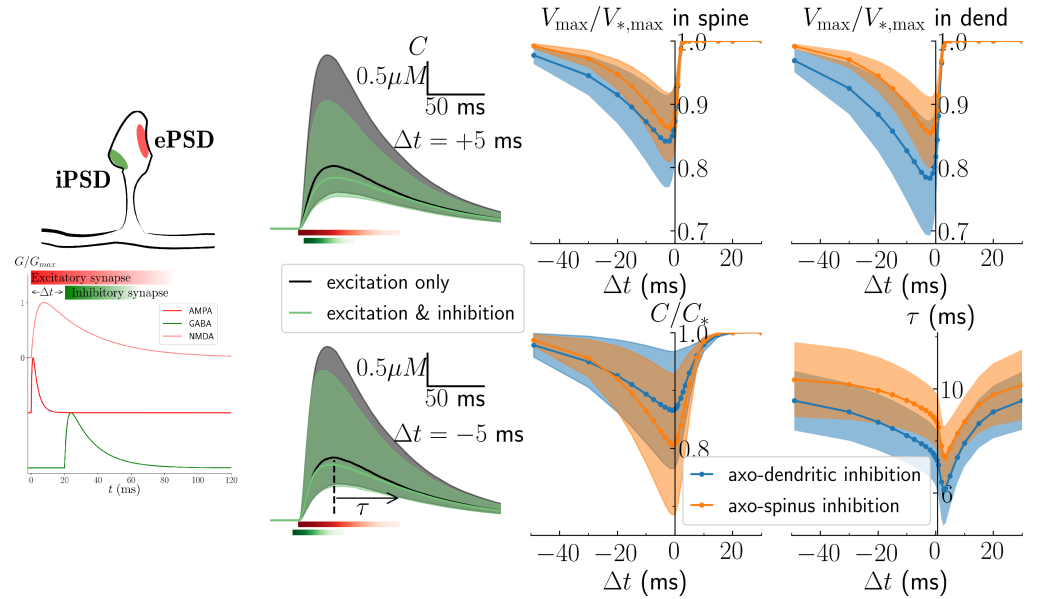 ePSD
iPSD
G/G_max
Excitatory synapse
←Δt→
Inhibitory synapse
AMPA
GABA
NMDA
1
0
0 20 40 60 80 100 120
t (ms)
C
0.5μM
50 ms
Δt = +5 ms
excitation only
excitation & inhibition
0.5μM
50 ms
Δt = −5 ms
τ
V_max/V_*,max in spine
1.0
0.9
0.8
0.7
−40 −20 0 20
Δt (ms)
V_max/V_*,max in dend
1.0
0.9
0.8
0.7
−40 −20 0 20
Δt (ms)
C/C_*
1.0
0.8
−40 −20 0 20
Δt (ms)
τ (ms)
10
6
−40 −20 0 20
Δt (ms)
axo-dendritic inhibition
axo-spinus inhibition